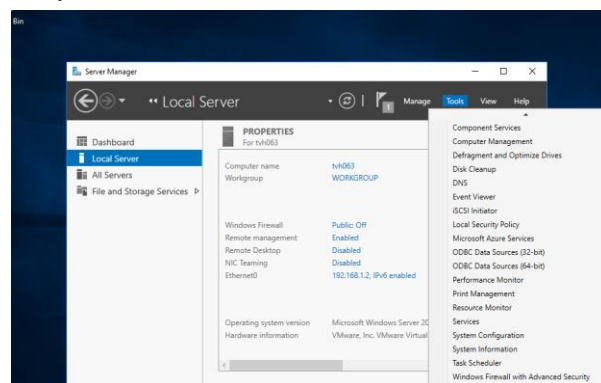 Bin
Server Manager
Local Server
1
Manage Tools View Help
Dashboard
Local Server
All Servers
File and Storage Services
PROPERTIES
For tvh063
Computer name tvh063
Workgroup WORKGROUP
Windows Firewall Public: Off
Remote management Enabled
Remote Desktop Disabled
NIC Teaming Disabled
Ethernet0 192.168.1.2, IPv6 enabled
Operating system version Microsoft Windows Server 20
Hardware information VMware, Inc. VMware Virtual
Component Services
Computer Management
Defragment and Optimize Drives
Disk Cleanup
DNS
Event Viewer
iSCSI Initiator
Local Security Policy
Microsoft Azure Services
ODBC Data Sources (32-bit)
ODBC Data Sources (64-bit)
Performance Monitor
Print Management
Resource Monitor
Services
System Configuration
System Information
Task Scheduler
Windows Firewall with Advanced Security